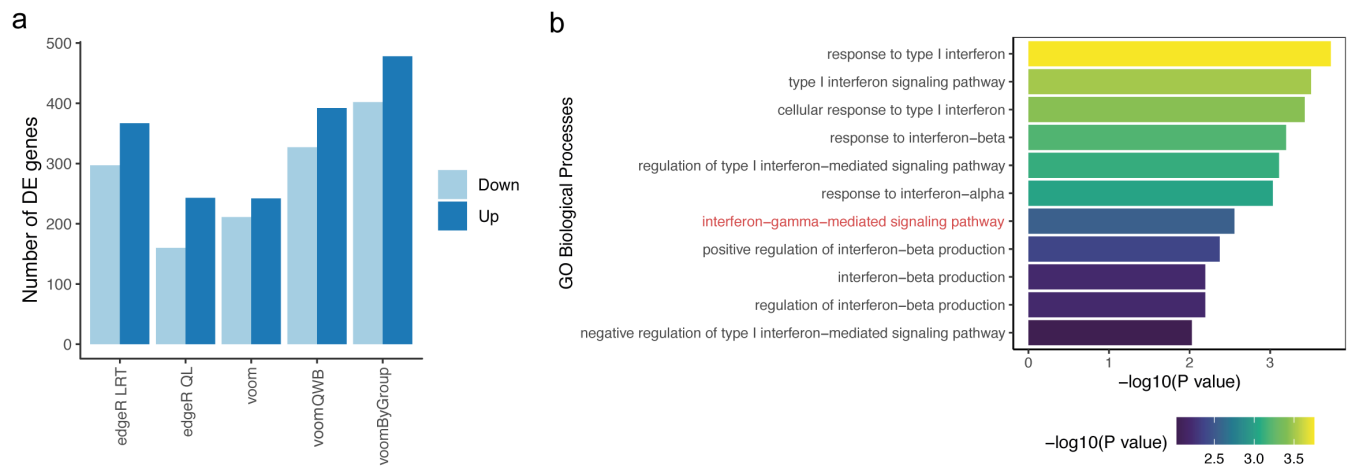 a
500
400
300
200
100
0
Number of DE genes
edgeR LRT
edgeR QL
voom
voomQWB
voomByGroup
Down
Up
b
GO Biological Processes
response to type I interferon
type I interferon signaling pathway
cellular response to type I interferon
response to interferon−beta
regulation of type I interferon−mediated signaling pathway
response to interferon−alpha
interferon−gamma−mediated signaling pathway
positive regulation of interferon−beta production
interferon−beta production
regulation of interferon−beta production
negative regulation of type I interferon−mediated signaling pathway
0 1 2 3
−log10(P value)
−log10(P value)
2.5 3.0 3.5